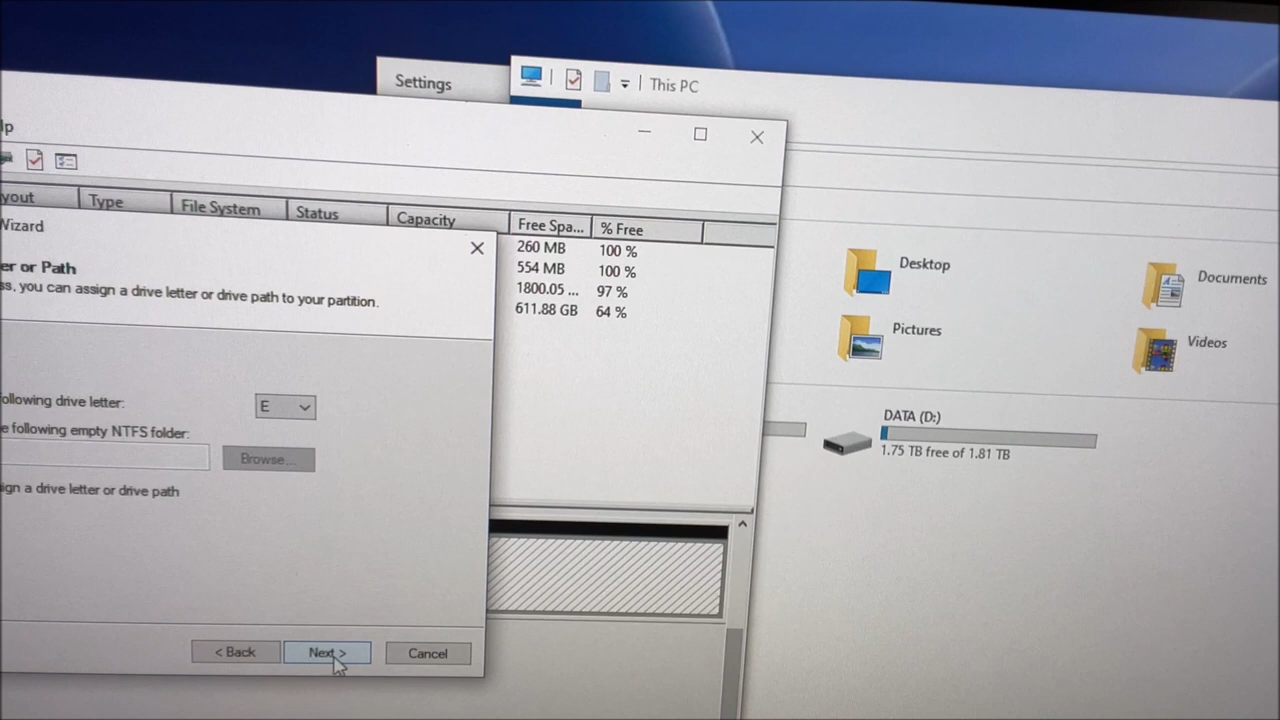 Settings
This PC
lp
yout
Type
File System
Status
Capacity
Free Spa...
% Free
260 MB
100 %
554 MB
100 %
1800.05 ...
97 %
611.88 GB
64 %
Wizard
er or Path
ss, you can assign a drive letter or drive path to your partition.
ollowing drive letter:
E
e following empty NTFS folder:
Browse...
ign a drive letter or drive path
< Back
Next >
Cancel
Desktop
Documents
Pictures
Videos
DATA (D:)
1.75 TB free of 1.81 TB